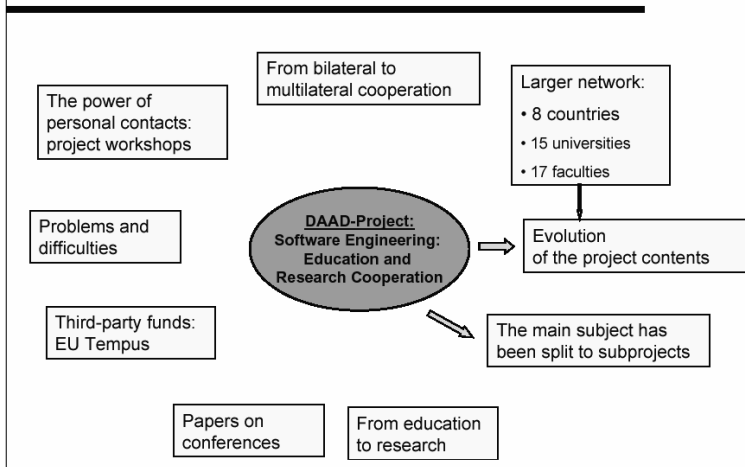 From bilateral to
multilateral cooperation
Larger network:
• 8 countries
• 15 universities
• 17 faculties
The power of
personal contacts:
project workshops
DAAD-Project:
Software Engineering:
Education and
Research Cooperation
Problems and
difficulties
Evolution
of the project contents
Third-party funds:
EU Tempus
The main subject has
been split to subprojects
Papers on
conferences
From education
to research